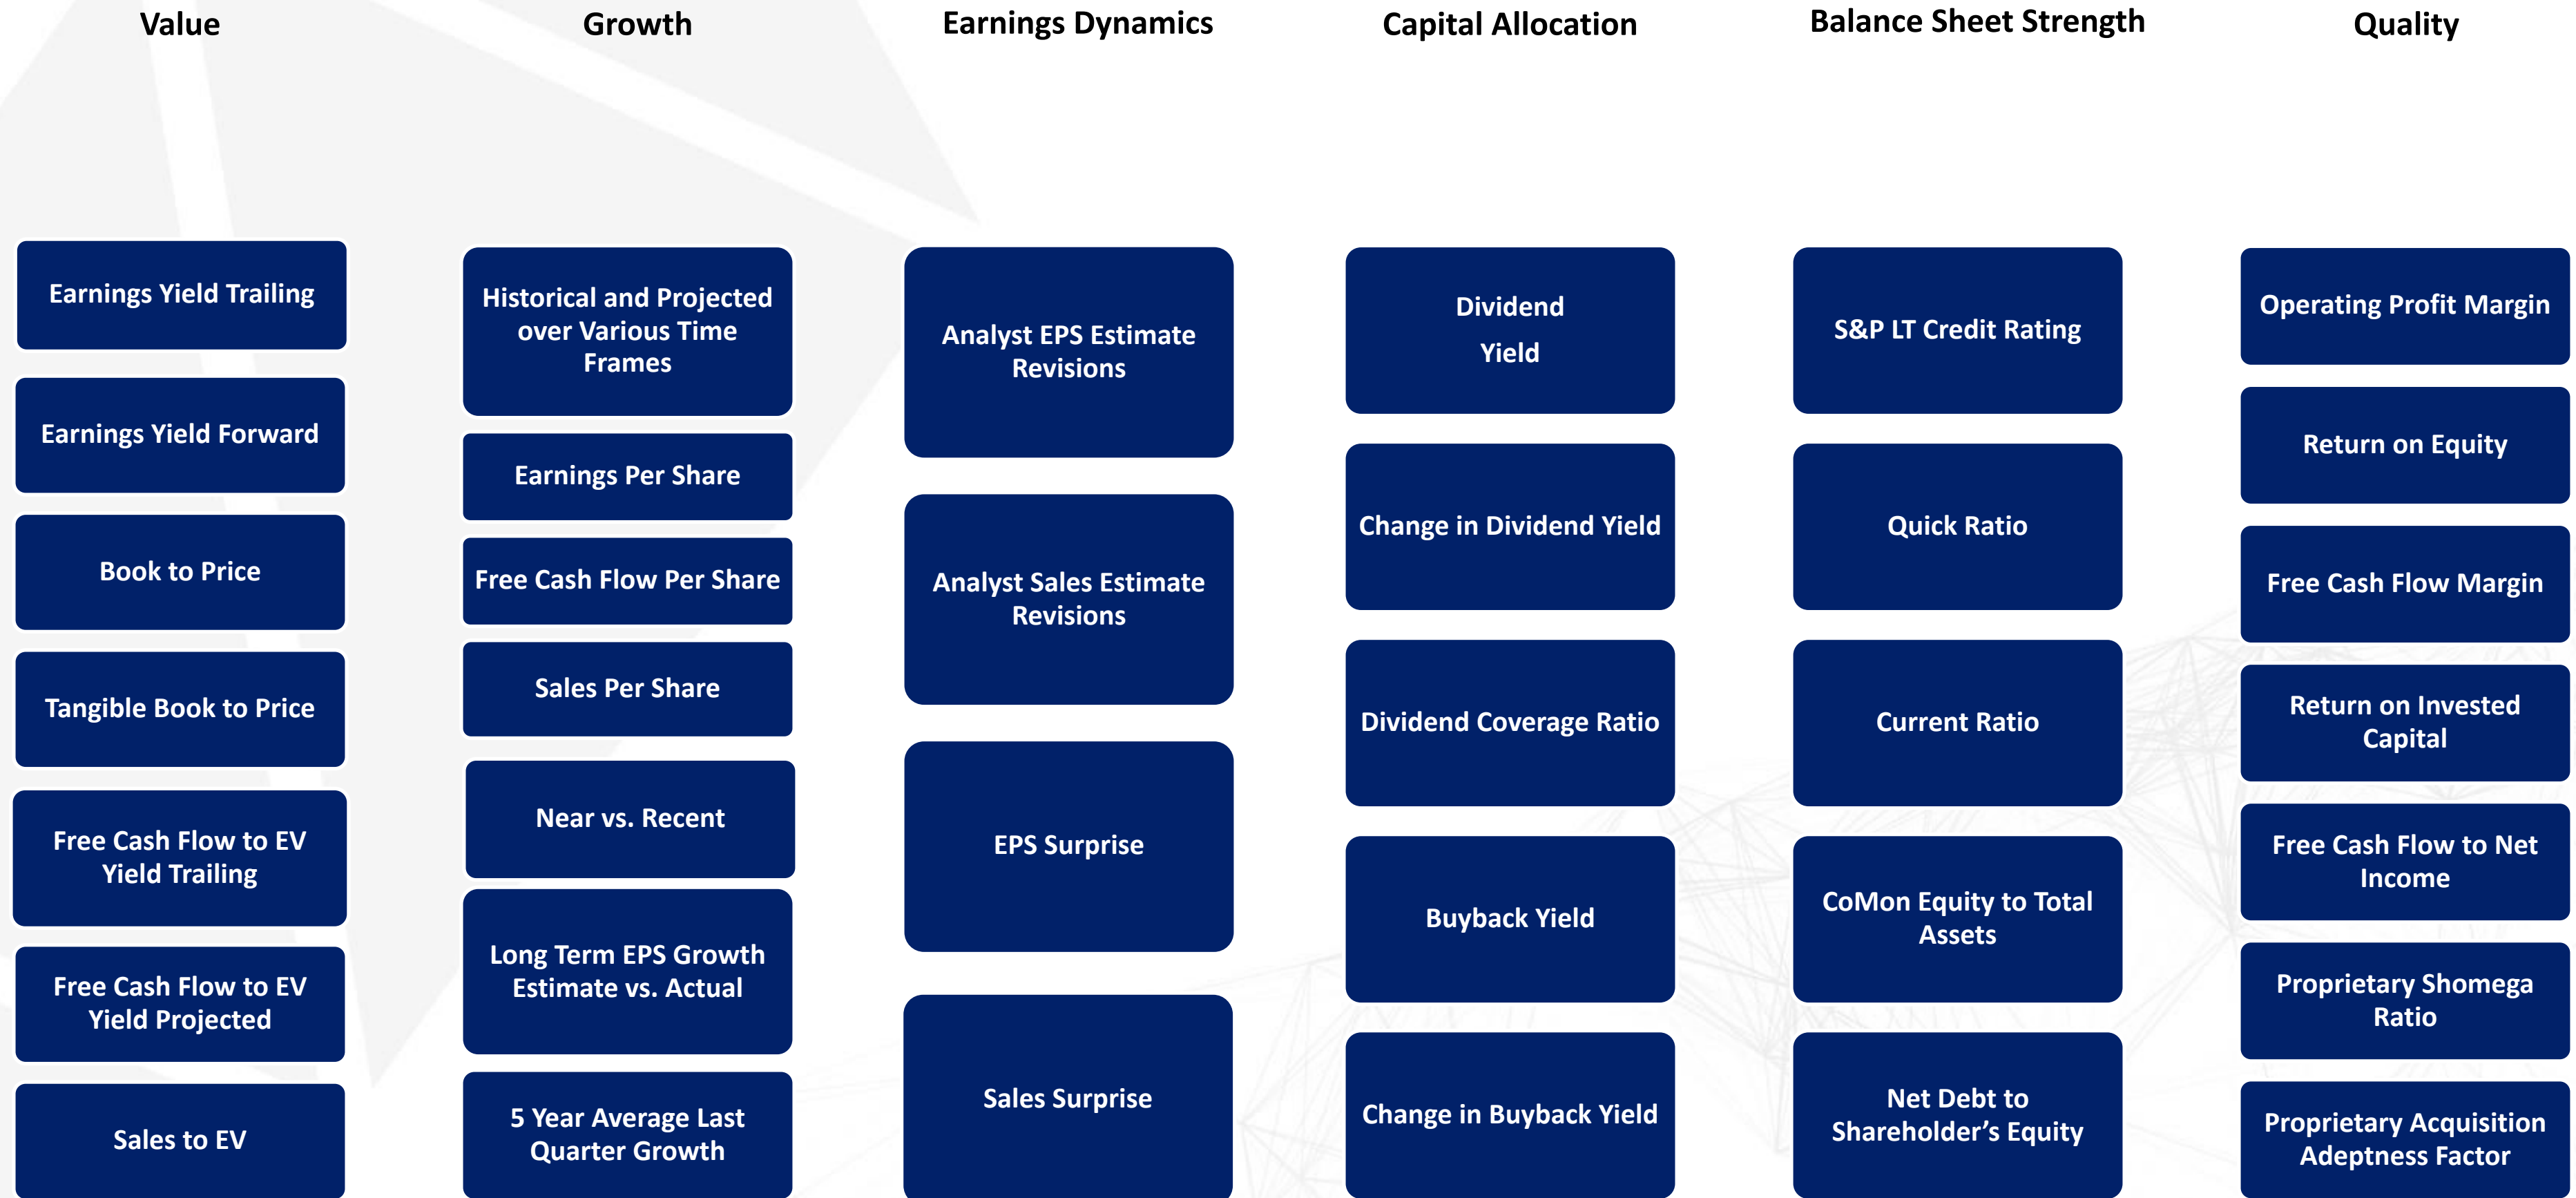 Value
Growth
Earnings Dynamics
Capital Allocation
Balance Sheet Strength
Quality
Earnings Yield Trailing
Earnings Yield Forward
Book to Price
Tangible Book to Price
Free Cash Flow to EV
Yield Trailing
Free Cash Flow to EV
Yield Projected
Sales to EV
Historical and Projected
over Various Time
Frames
Earnings Per Share
Free Cash Flow Per Share
Sales Per Share
Near vs. Recent
Long Term EPS Growth
Estimate vs. Actual
5 Year Average Last
Quarter Growth
Analyst EPS Estimate
Revisions
Analyst Sales Estimate
Revisions
EPS Surprise
Sales Surprise
Dividend
Yield
Change in Dividend Yield
Dividend Coverage Ratio
Buyback Yield
Change in Buyback Yield
S&P LT Credit Rating
Quick Ratio
Current Ratio
CoMon Equity to Total
Assets
Net Debt to
Shareholder’s Equity
Operating Profit Margin
Return on Equity
Free Cash Flow Margin
Return on Invested
Capital
Free Cash Flow to Net
Income
Proprietary Shomega
Ratio
Proprietary Acquisition
Adeptness Factor